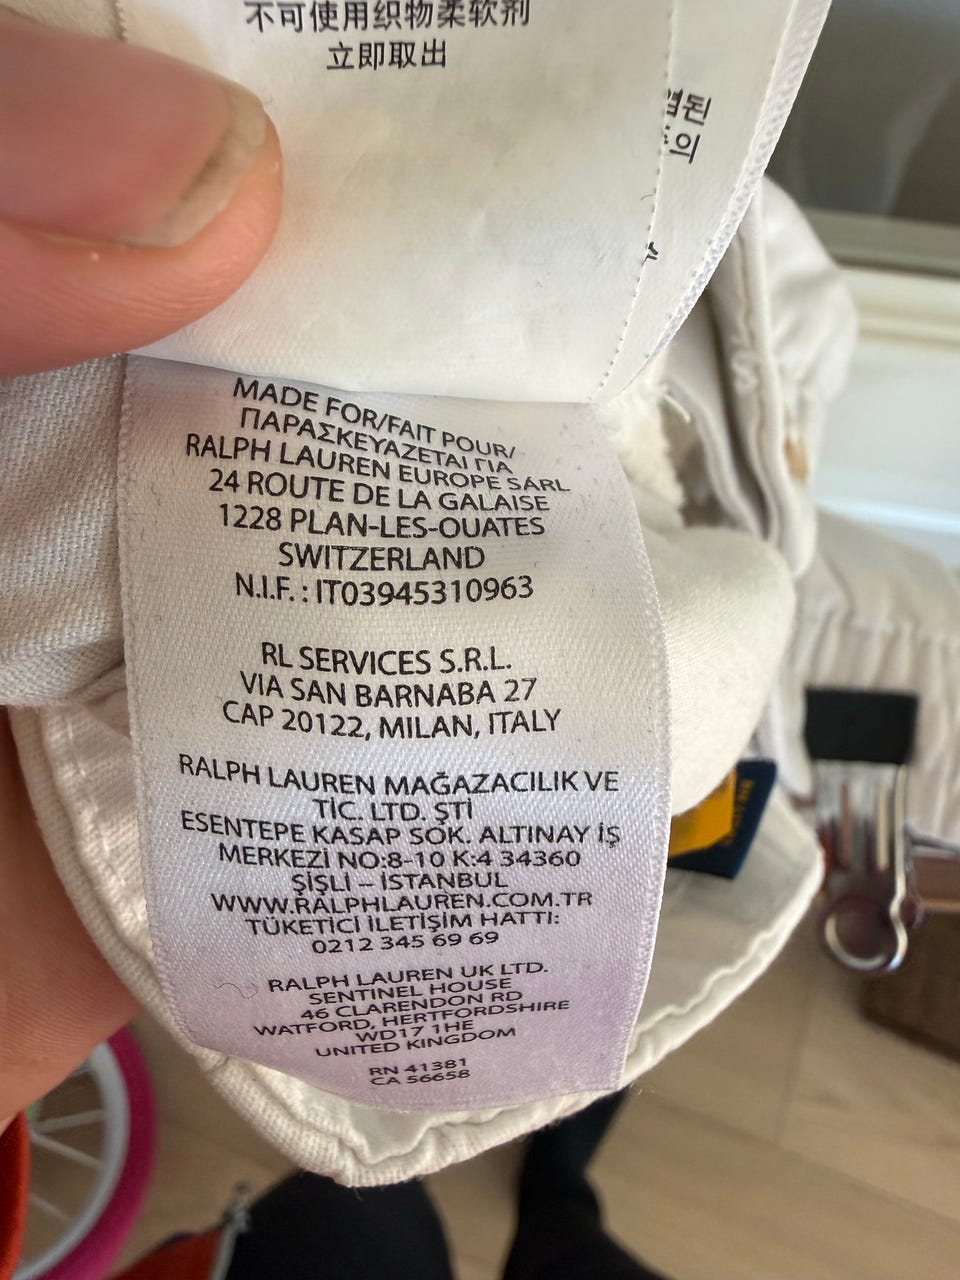 不可使用织物柔软剂
立即取出
된
의
MADE FOR/FAIT POUR/
ΠΑΡΑΣΚΕΥΑΖΕΤΑΙ ΓΙΑ
RALPH LAUREN EUROPE SÁRL
24 ROUTE DE LA GALAISE
1228 PLAN-LES-OUATES
SWITZERLAND
N.I.F. : IT03945310963
RL SERVICES S.R.L.
VIA SAN BARNABA 27
CAP 20122, MILAN, ITALY
RALPH LAUREN MAĞAZACILIK VE
TİC. LTD. ŞTİ
ESENTEPE KASAP SOK. ALTINAY İŞ
MERKEZİ NO:8-10 K:4 34360
ŞİŞLİ – İSTANBUL
WWW.RALPHLAUREN.COM.TR
TÜKETİCİ İLETİŞİM HATTI:
0212 345 69 69
RALPH LAUREN UK LTD.
SENTINEL HOUSE
46 CLARENDON RD
WATFORD, HERTFORDSHIRE
WD17 1HE
UNITED KINGDOM
RN 41381
CA 56658